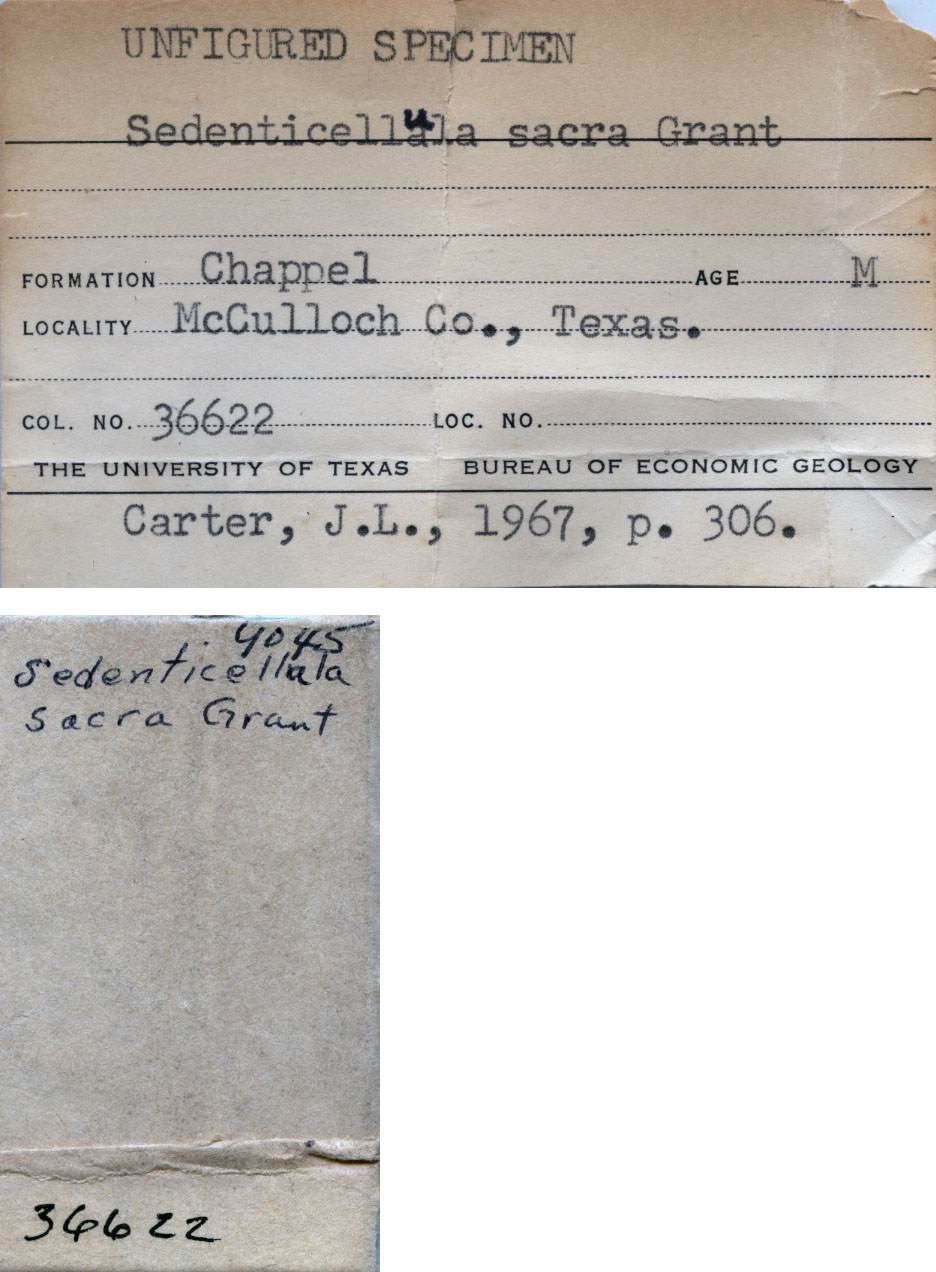 UNFIGURED SPECIMEN
Sedenticellula sacra Grant
FORMATION Chappel AGE M
LOCALITY McCulloch Co., Texas.
COL. NO. 36622 LOC. NO.
THE UNIVERSITY OF TEXAS BUREAU OF ECONOMIC GEOLOGY
Carter, J.L., 1967, p. 306.
4045
Sedenticellala
sacra Grant
36622